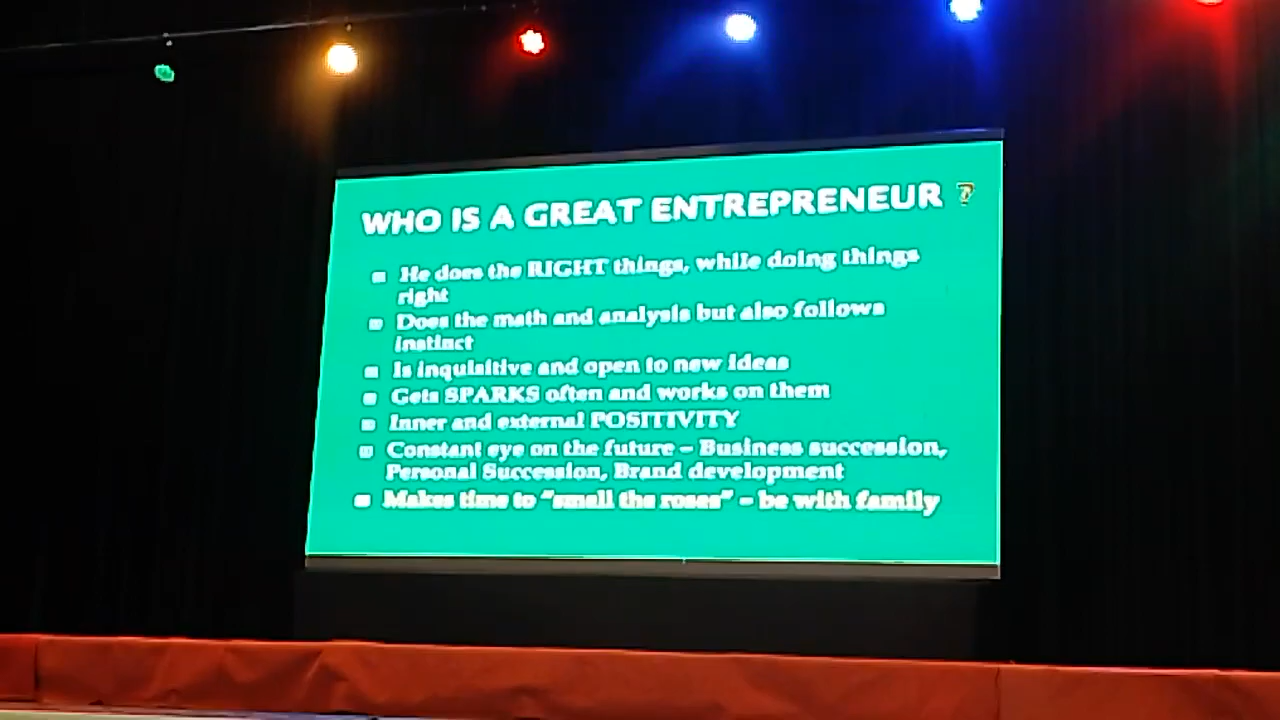 WHO IS A GREAT ENTREPRENEUR ?
He does the RIGHT things, while doing things
right
Does the math and analysis but also follows
instinct
Is inquisitive and open to new ideas
Gets SPARKS often and works on them
Inner and external POSITIVITY
Constant eye on the future – Business succession,
Personal Succession, Brand development
Makes time to "smell the roses" – be with family